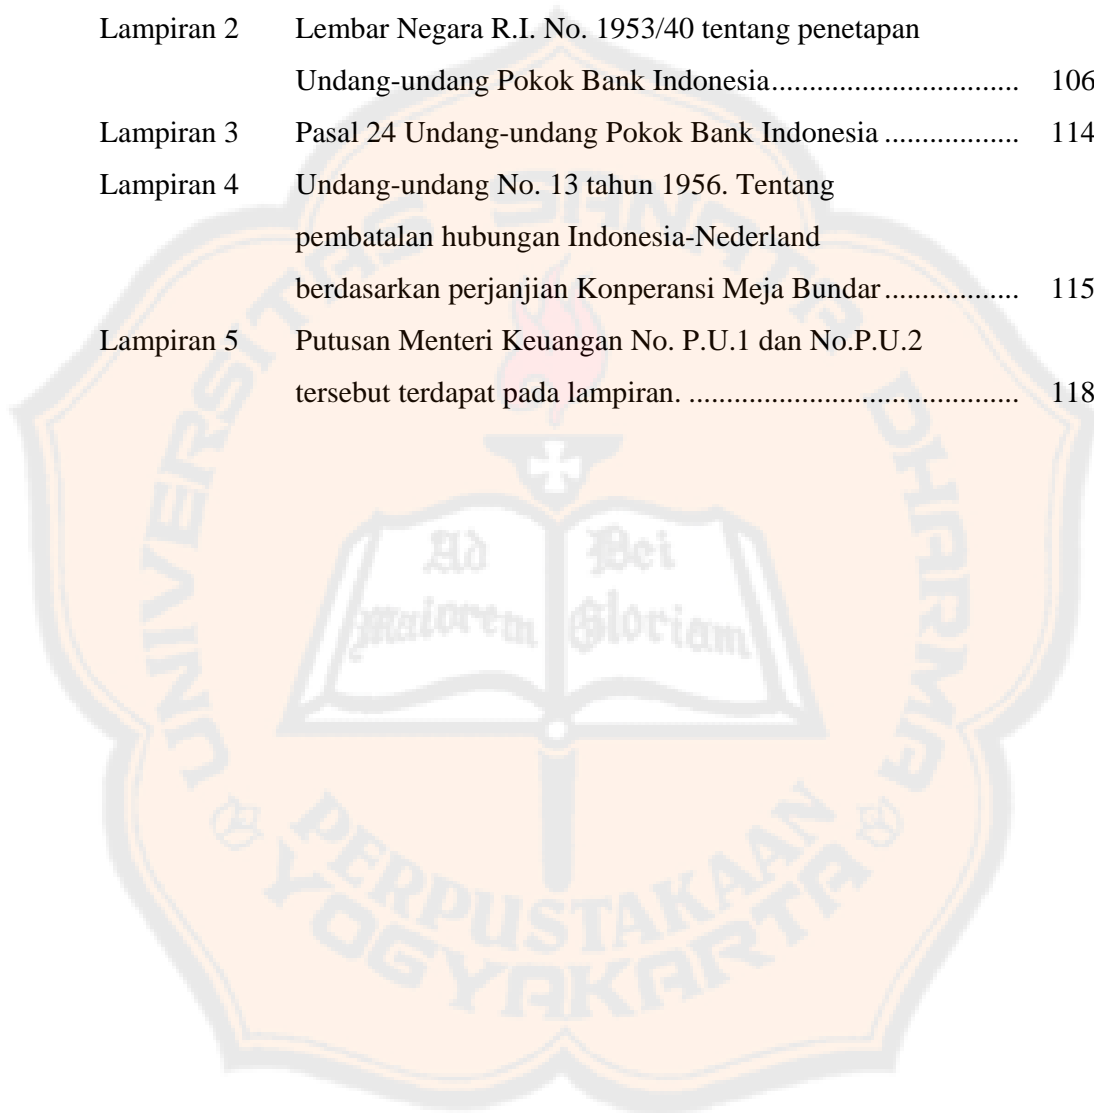 Lampiran 2 Lembar Negara R.I. No. 1953/40 tentang penetapan
Undang-undang Pokok Bank Indonesia................................. 106
Lampiran 3 Pasal 24 Undang-undang Pokok Bank Indonesia .................. 114
Lampiran 4 Undang-undang No. 13 tahun 1956. Tentang
pembatalan hubungan Indonesia-Nederland
berdasarkan perjanjian Konperansi Meja Bundar .................. 115
Lampiran 5 Putusan Menteri Keuangan No. P.U.1 dan No.P.U.2
tersebut terdapat pada lampiran. ............................................ 118
UNIVERSITAS SANATA DHARMA
Ad Dei
Maiorem Gloriam
PERPUSTAKAAN
YOGYAKARTA